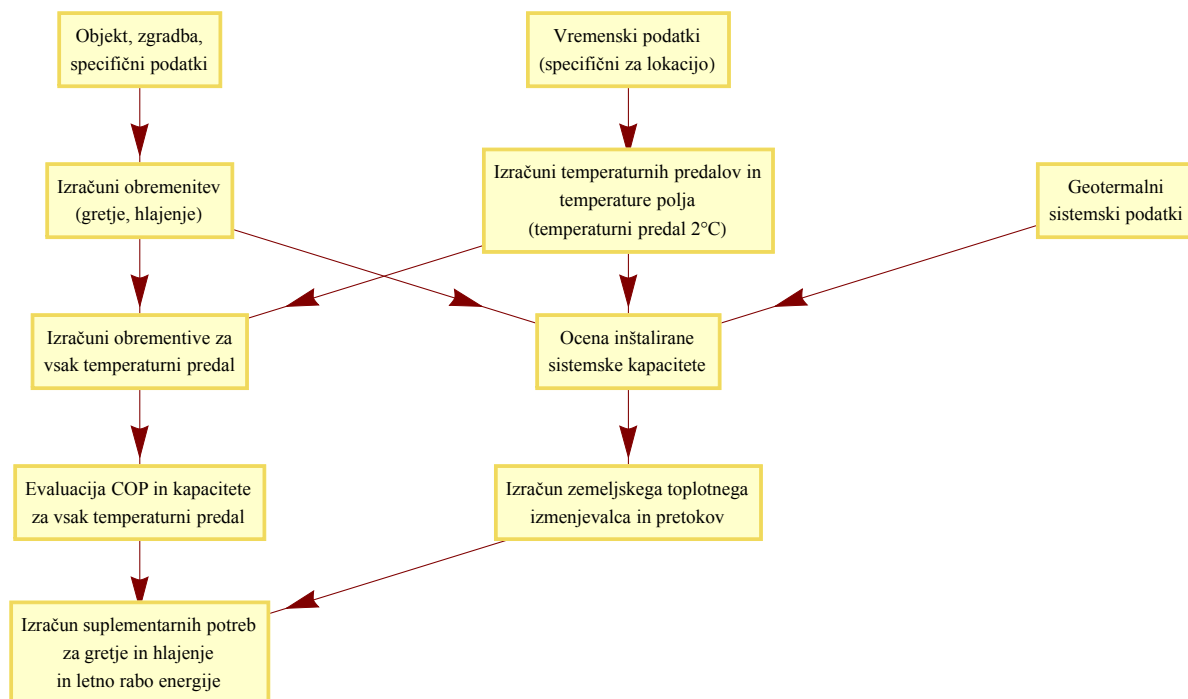 Objekt, zgradba,
specifični podatki
Vremenski podatki
(specifični za lokacijo)
Izračuni obremenitev
(gretje, hlajenje)
Izračuni temperaturnih predalov in
temperature polja
(temperaturni predal 2°C)
Geotermalni
sistemski podatki
Izračuni obrementive za
vsak temperaturni predal
Ocena inštalirane
sistemske kapacitete
Evaluacija COP in kapacitete
za vsak temperaturni predal
Izračun zemeljskega toplotnega
izmenjevalca in pretokov
Izračun suplementarnih potreb
za gretje in hlajenje
in letno rabo energije